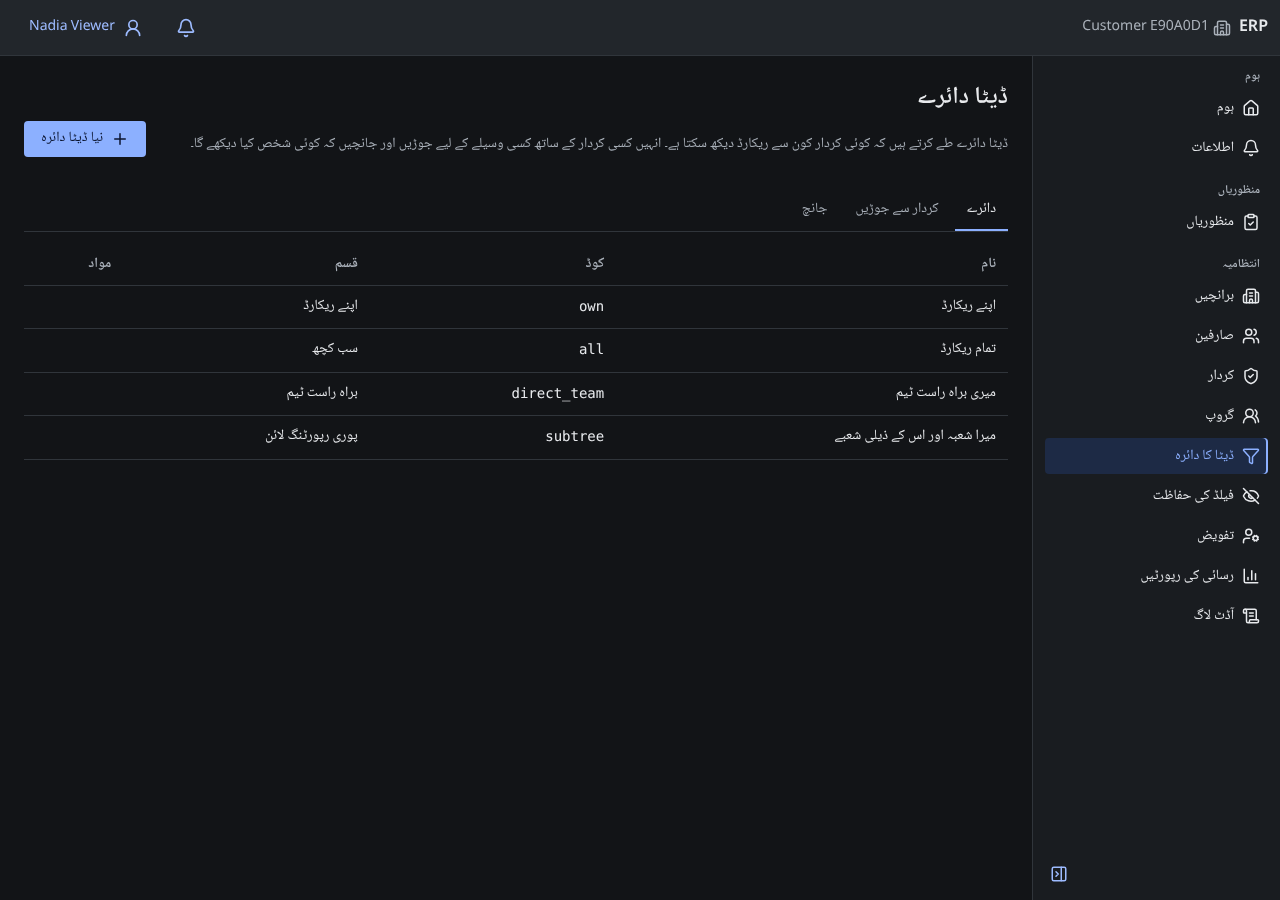 ERP
Customer E90A0D1
Nadia Viewer
ہوم
ہوم
اطلاعات
منظوریاں
منظوریاں
انتظامیہ
برانچیں
صارفین
کردار
گروپ
ڈیٹا کا دائرہ
فیلڈ کی حفاظت
تفویض
رسائی کی رپورٹیں
آڈٹ لاگ
ڈیٹا دائرے
ڈیٹا دائرے طے کرتے ہیں کہ کوئی کردار کون سے ریکارڈ دیکھ سکتا ہے۔ انہیں کسی کردار کے ساتھ کسی وسیلے کے لیے جوڑیں اور جانچیں کہ کوئی شخص کیا دیکھے گا۔
نیا ڈیٹا دائرہ
دائرے کردار سے جوڑیں جانچ
نام کوڈ قسم مواد
اپنے ریکارڈ own اپنے ریکارڈ
تمام ریکارڈ all سب کچھ
میری براہ راست ٹیم direct_team براہ راست ٹیم
میرا شعبہ اور اس کے ذیلی شعبے subtree پوری رپورٹنگ لائن